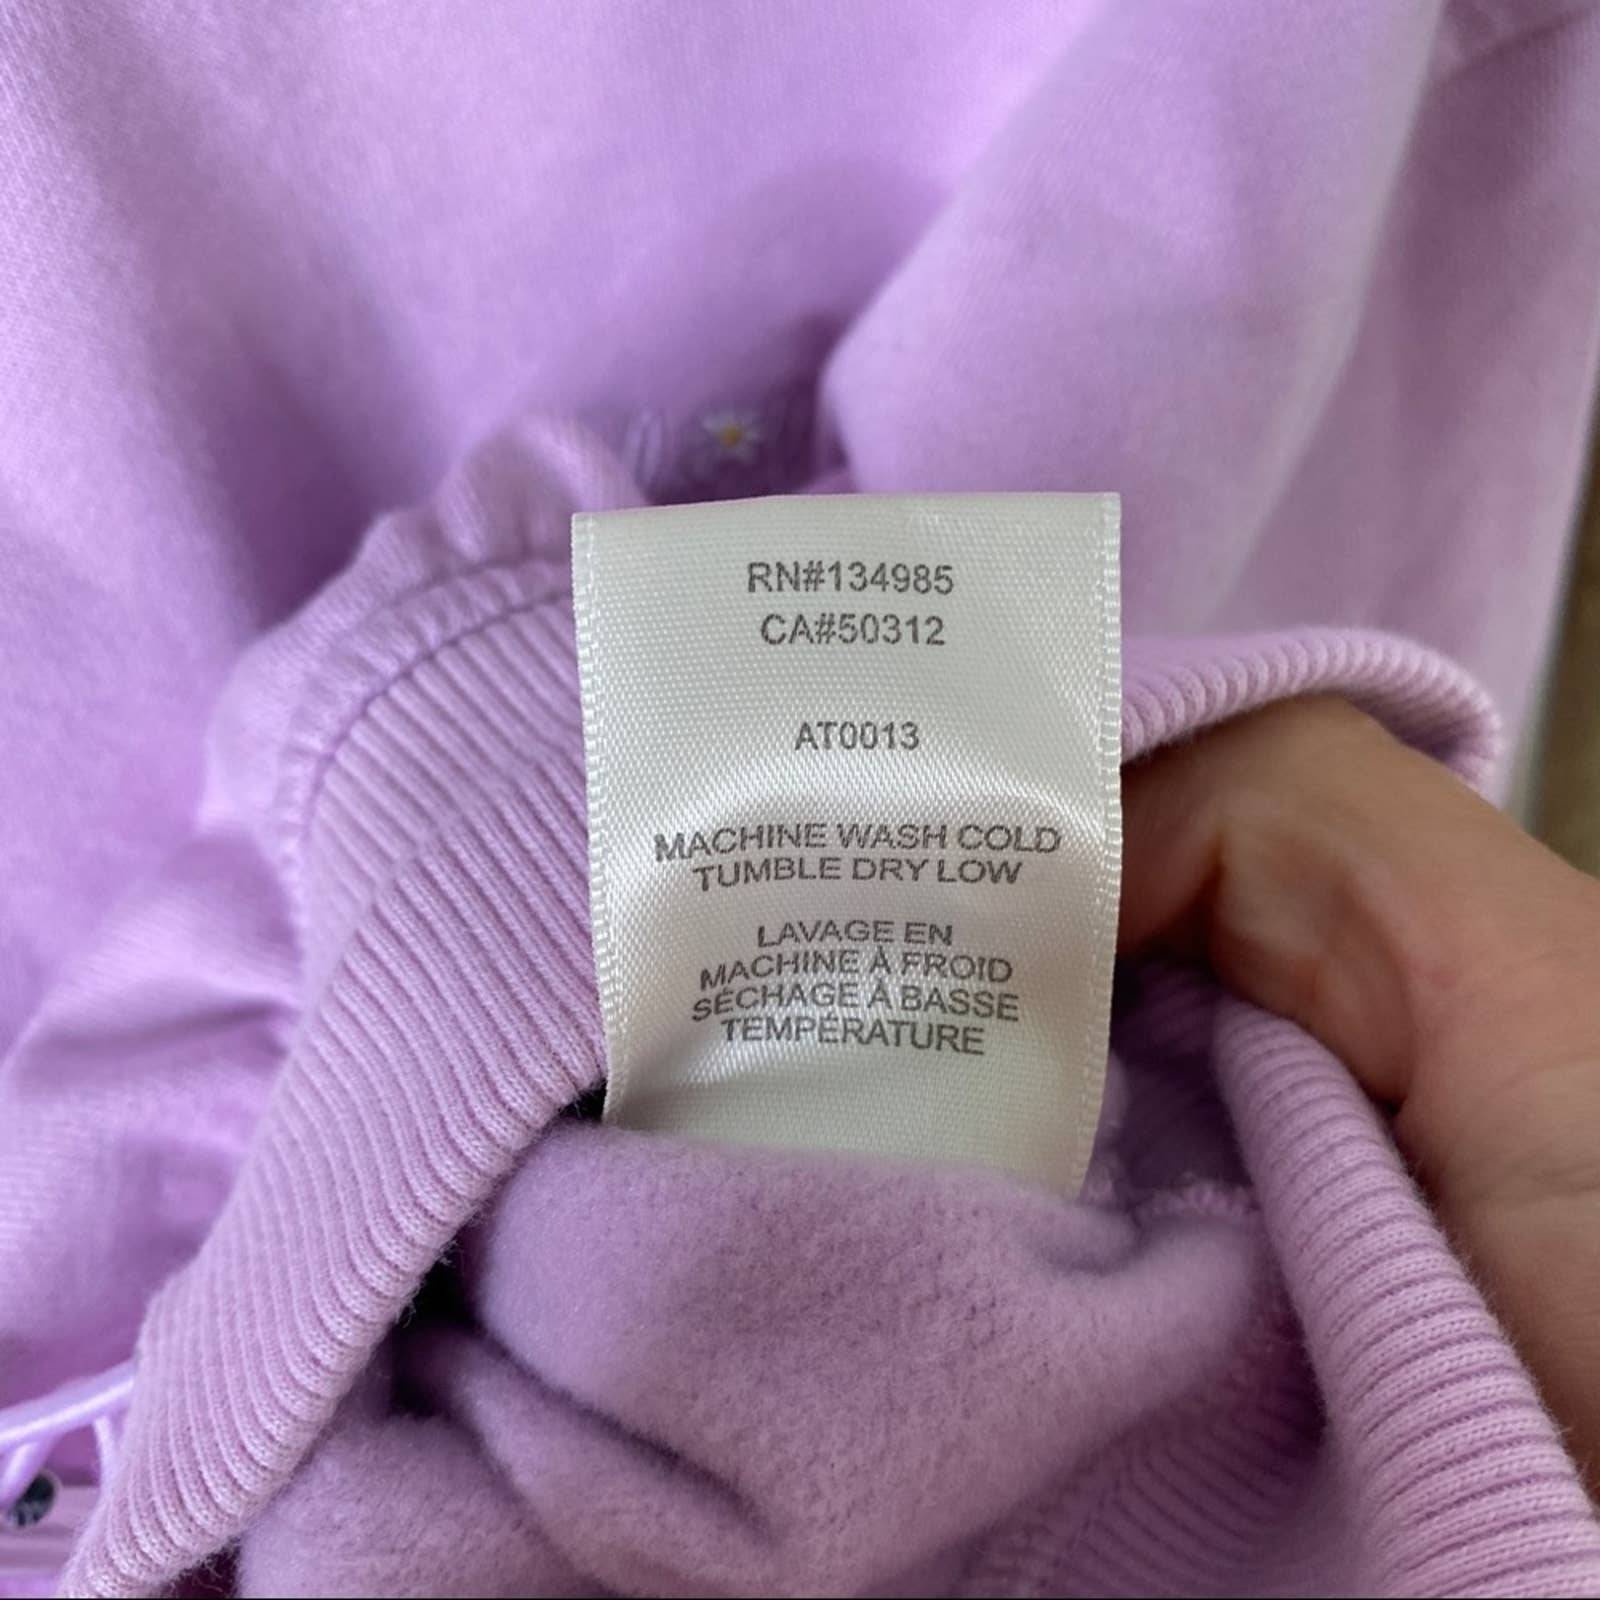 RN#134985
CA#50312
AT0013
MACHINE WASH COLD
TUMBLE DRY LOW
LAVAGE EN
MACHINE À FROID
SÉCHAGE À BASSE
TEMPÉRATURE